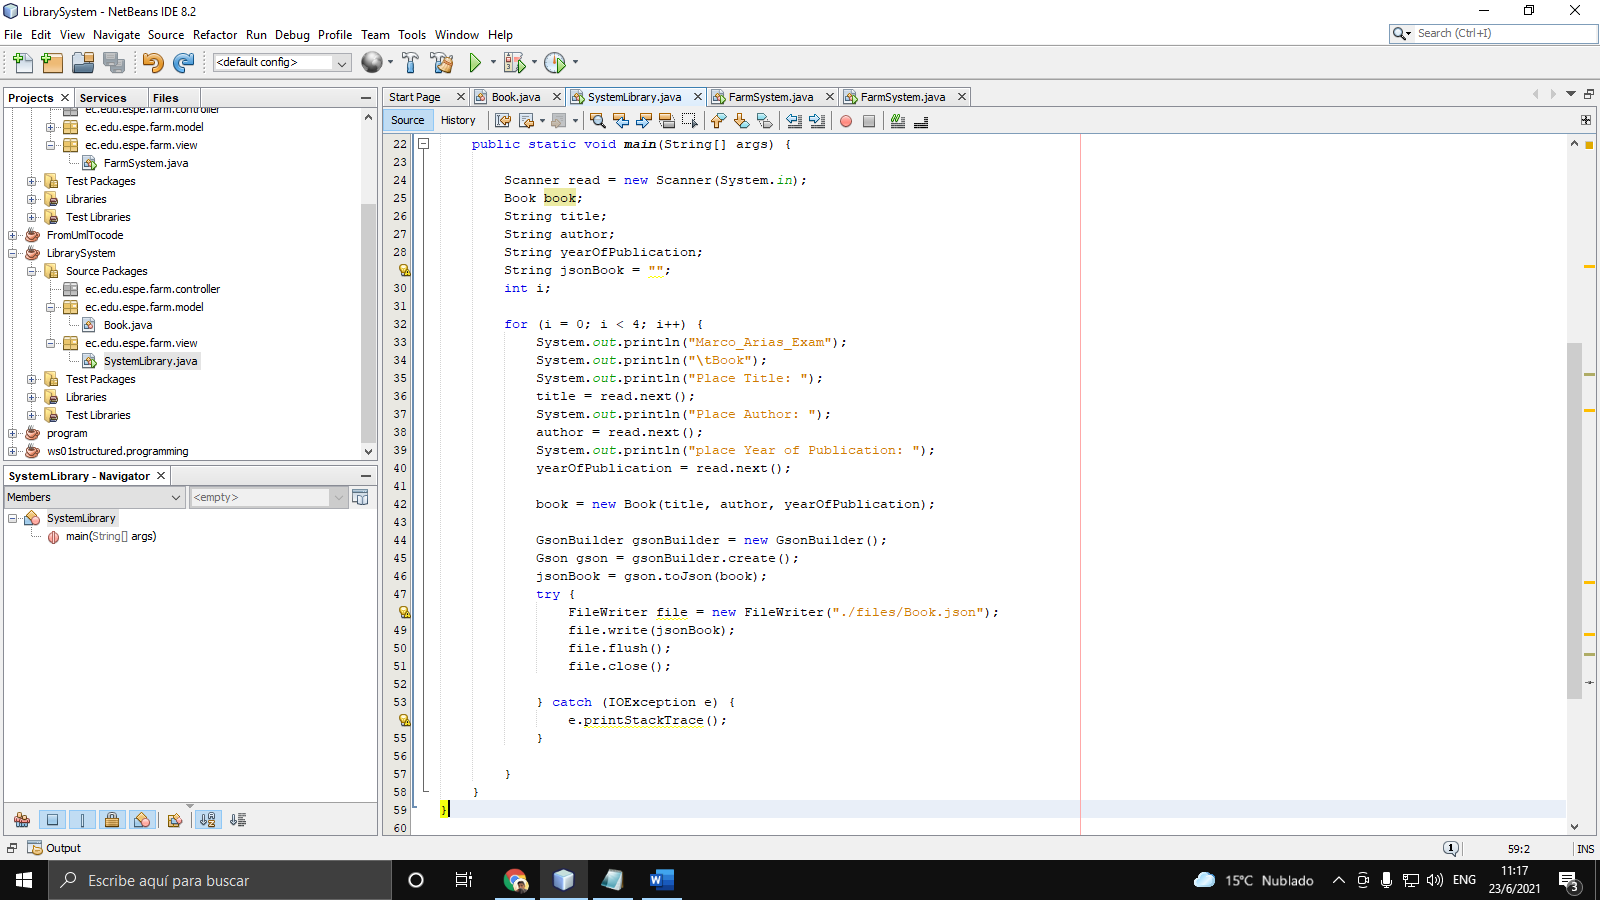 LibrarySystem - NetBeans IDE 8.2
File Edit View Navigate Source Refactor Run Debug Profile Team Tools Window Help
Search (Ctrl+I)
<default config>
Projects Services Files
ec.edu.espe.farm.controller
ec.edu.espe.farm.model
ec.edu.espe.farm.view
FarmSystem.java
Test Packages
Libraries
Test Libraries
FromUmlTocode
LibrarySystem
Source Packages
ec.edu.espe.farm.controller
ec.edu.espe.farm.model
Book.java
ec.edu.espe.farm.view
SystemLibrary.java
Test Packages
Libraries
Test Libraries
program
ws01structured.programming
SystemLibrary - Navigator
Members <empty>
SystemLibrary
main(String[] args)
Start Page Book.java SystemLibrary.java FarmSystem.java FarmSystem.java
Source History
22 public static void main(String[] args) {
23
24 Scanner read = new Scanner(System.in);
25 Book book;
26 String title;
27 String author;
28 String yearOfPublication;
String jsonBook = "";
30 int i;
31
32 for (i = 0; i < 4; i++) {
33 System.out.println("Marco_Arias_Exam");
34 System.out.println("\tBook");
35 System.out.println("Place Title: ");
36 title = read.next();
37 System.out.println("Place Author: ");
38 author = read.next();
39 System.out.println("place Year of Publication: ");
40 yearOfPublication = read.next();
41
42 book = new Book(title, author, yearOfPublication);
43
44 GsonBuilder gsonBuilder = new GsonBuilder();
45 Gson gson = gsonBuilder.create();
46 jsonBook = gson.toJson(book);
47 try {
FileWriter file = new FileWriter("./files/Book.json");
49 file.write(jsonBook);
50 file.flush();
51 file.close();
52
53 } catch (IOException e) {
e.printStackTrace();
55 }
56
57 }
58 }
59 }
60
Output
1 59:2 INS
Escribe aquí para buscar
15°C Nublado
ENG
11:17
23/6/2021
3